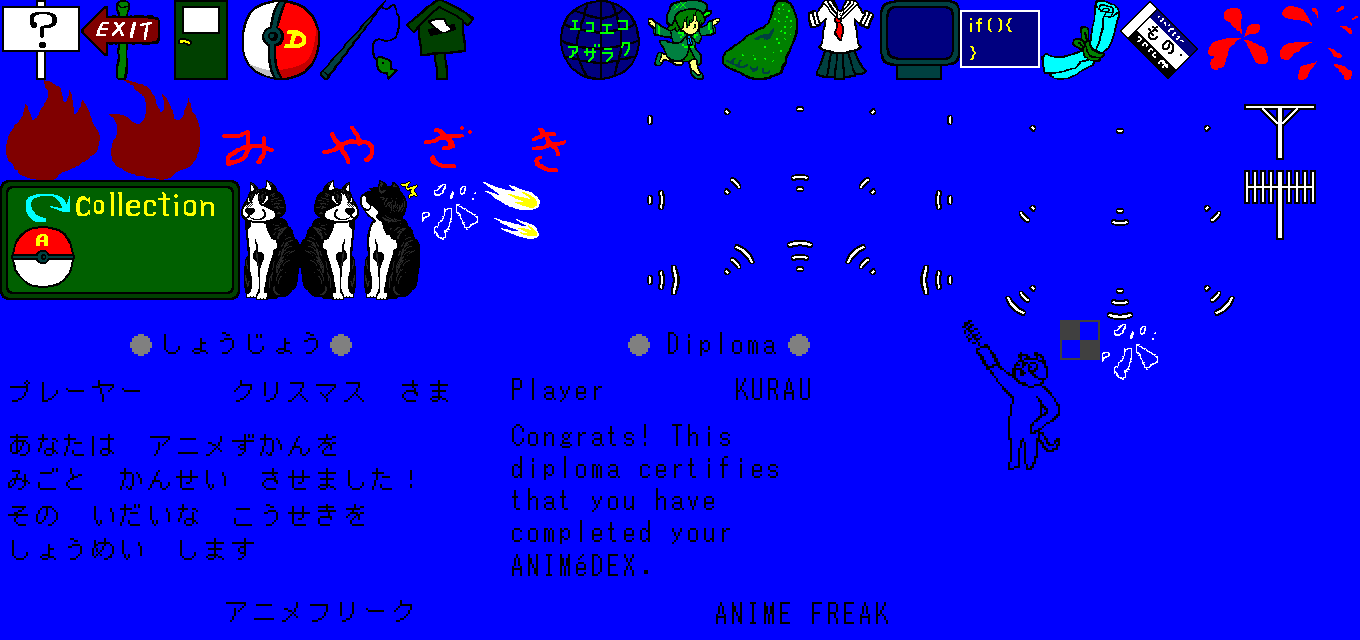 ?
EXIT
D
エコエコ
アザラク
if(){
}
もの.
みやざき
Collection
A
しょうじょう
プレーヤー クリスマス さま
あなたは アニメずかんを
みごと かんせい させました!
その いだいな こうせきを
しょうめい します
アニメフリーク
Diploma
Player KURAU
Congrats! This
diploma certifies
that you have
completed your
ANIMéDEX.
ANIME FREAK